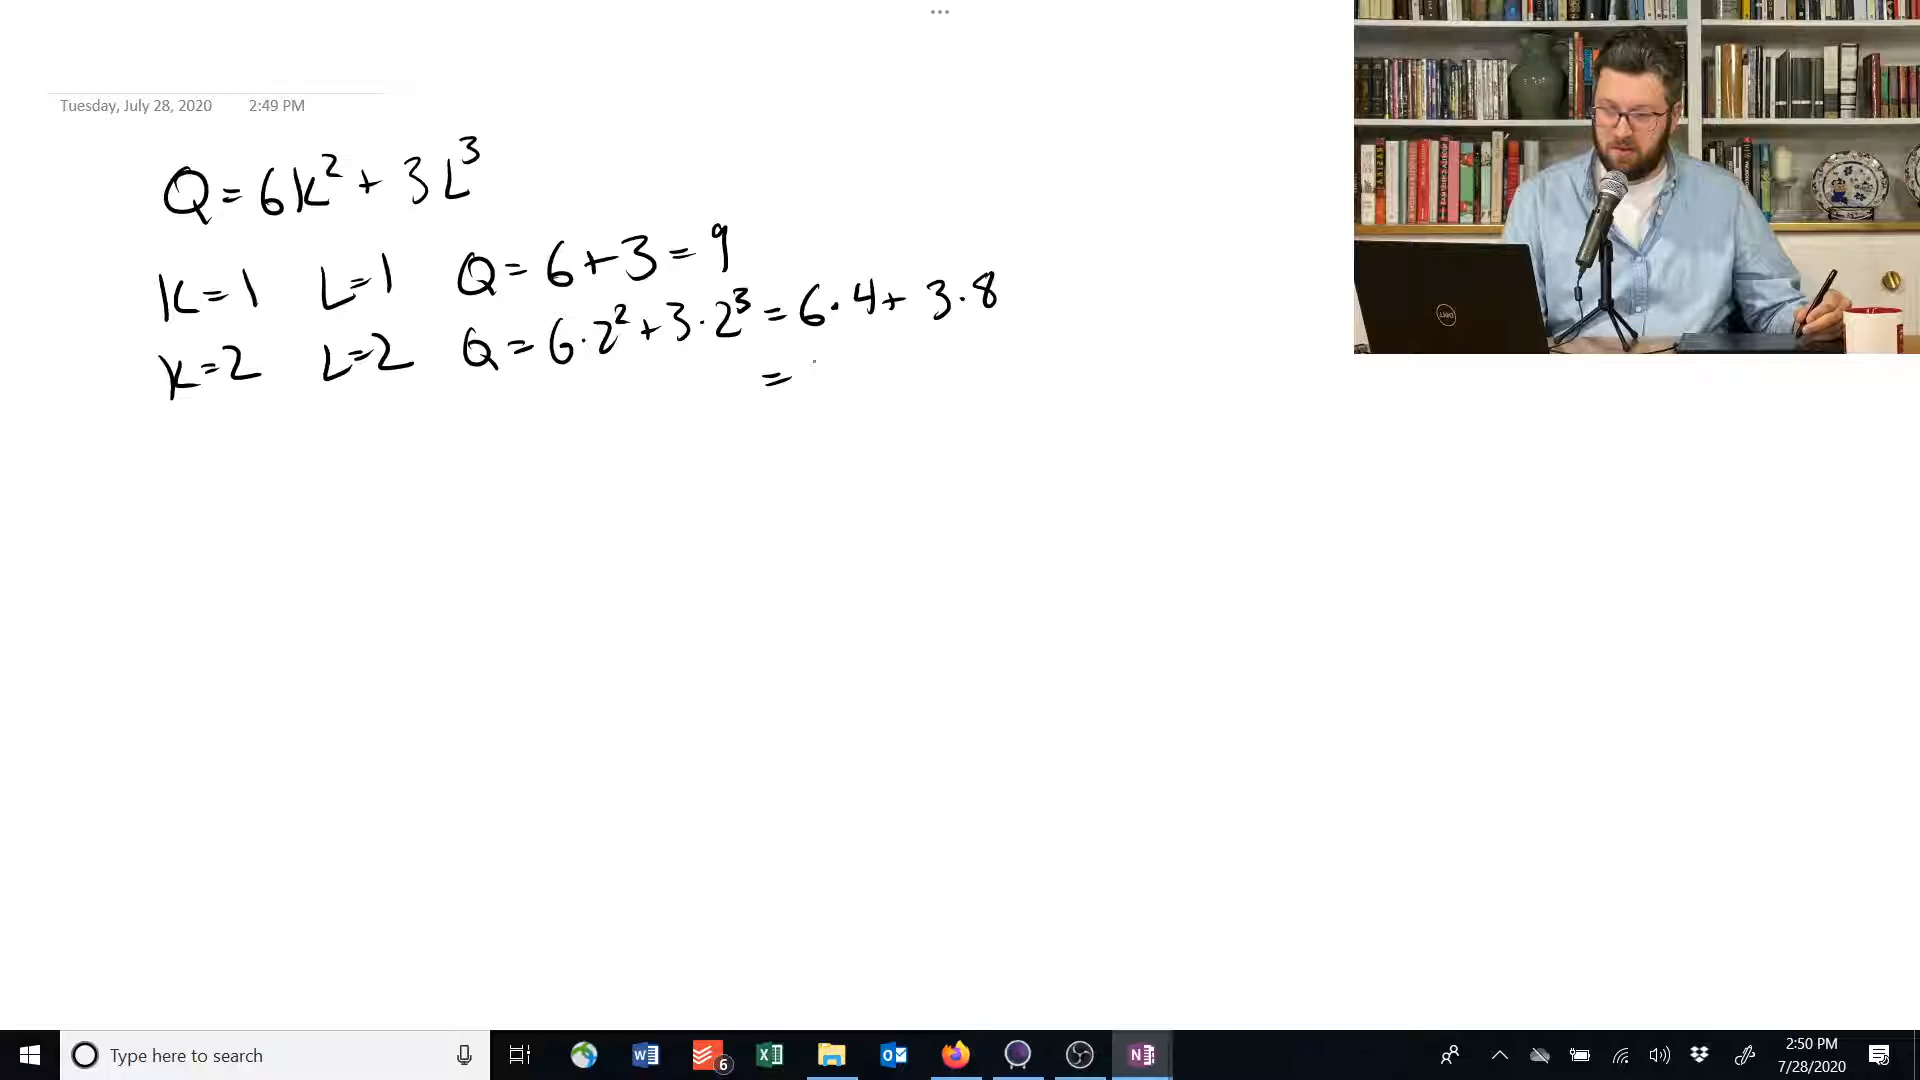 Tuesday, July 28, 2020 2:49 PM
Q = 6K² + 3L³
K=1 L=1 Q = 6+3 = 9
K=2 L=2 Q = 6·2² + 3·2³ = 6·4 + 3·8
=
DELL
Type here to search
6
2:50 PM
7/28/2020